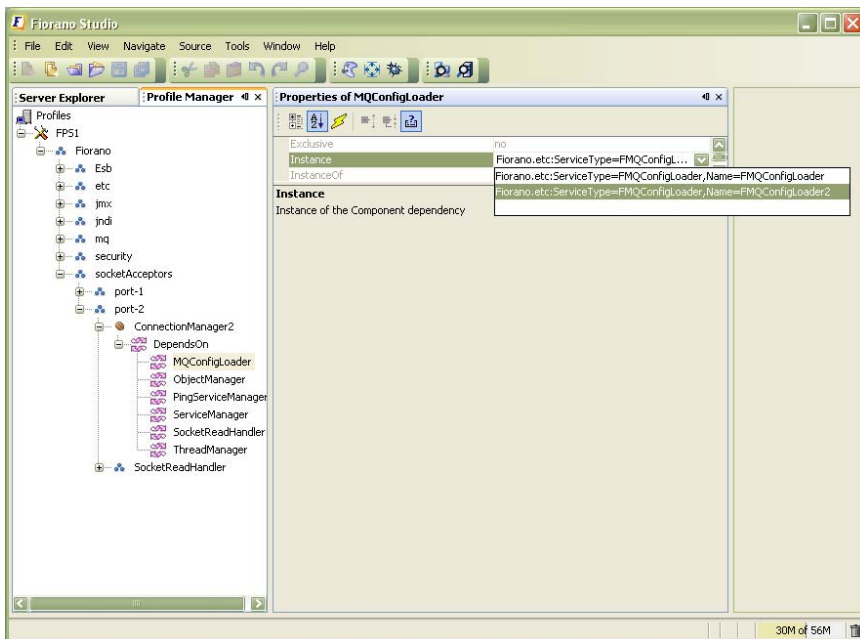 Fiorano Studio
File Edit View Navigate Source Tools Window Help
Server Explorer
Profile Manager
Properties of MQConfigLoader
Profiles
FPS1
Fiorano
Esb
etc
jmx
jndi
mq
security
socketAcceptors
port-1
port-2
ConnectionManager2
DependsOn
MQConfigLoader
ObjectManager
PingServiceManager
ServiceManager
SocketReadHandler
ThreadManager
SocketReadHandler
Exclusive no
Instance Fiorano.etc:ServiceType=FMQConfigL...
InstanceOf
Fiorano.etc:ServiceType=FMQConfigLoader,Name=FMQConfigLoader
Fiorano.etc:ServiceType=FMQConfigLoader,Name=FMQConfigLoader2
Instance
Instance of the Component dependency
30M of 56M